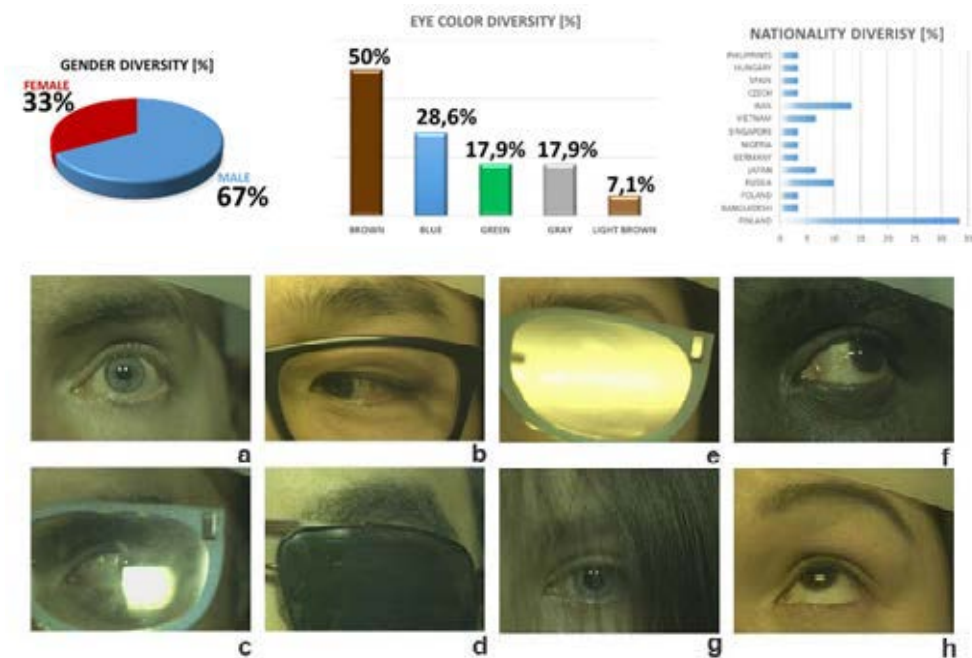 GENDER DIVERSITY [%]
FEMALE
33%
MALE
67%
EYE COLOR DIVERSITY [%]
50%
28,6%
17,9%
17,9%
7,1%
BROWN
BLUE
GREEN
GRAY
LIGHT BROWN
NATIONALITY DIVERISY [%]
PHILIPPINES
HUNGARY
SPAIN
CZECH
IRAN
VIETNAM
SINGAPORE
NIGERIA
GERMANY
JAPAN
RUSSIA
POLAND
BANGLADESH
FINLAND
0
5
10
15
20
25
30
35
a
b
e
f
c
d
g
h